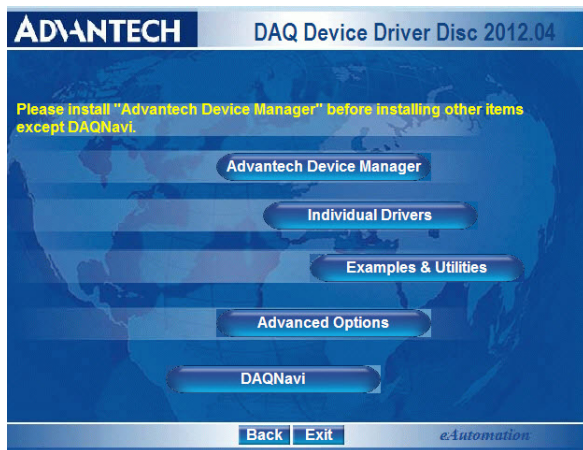 ADVANTECH
DAQ Device Driver Disc 2012.04
Please install "Advantech Device Manager" before installing other items
except DAQNavi.
Advantech Device Manager
Individual Drivers
Examples & Utilities
Advanced Options
DAQNavi
Back Exit
eAutomation